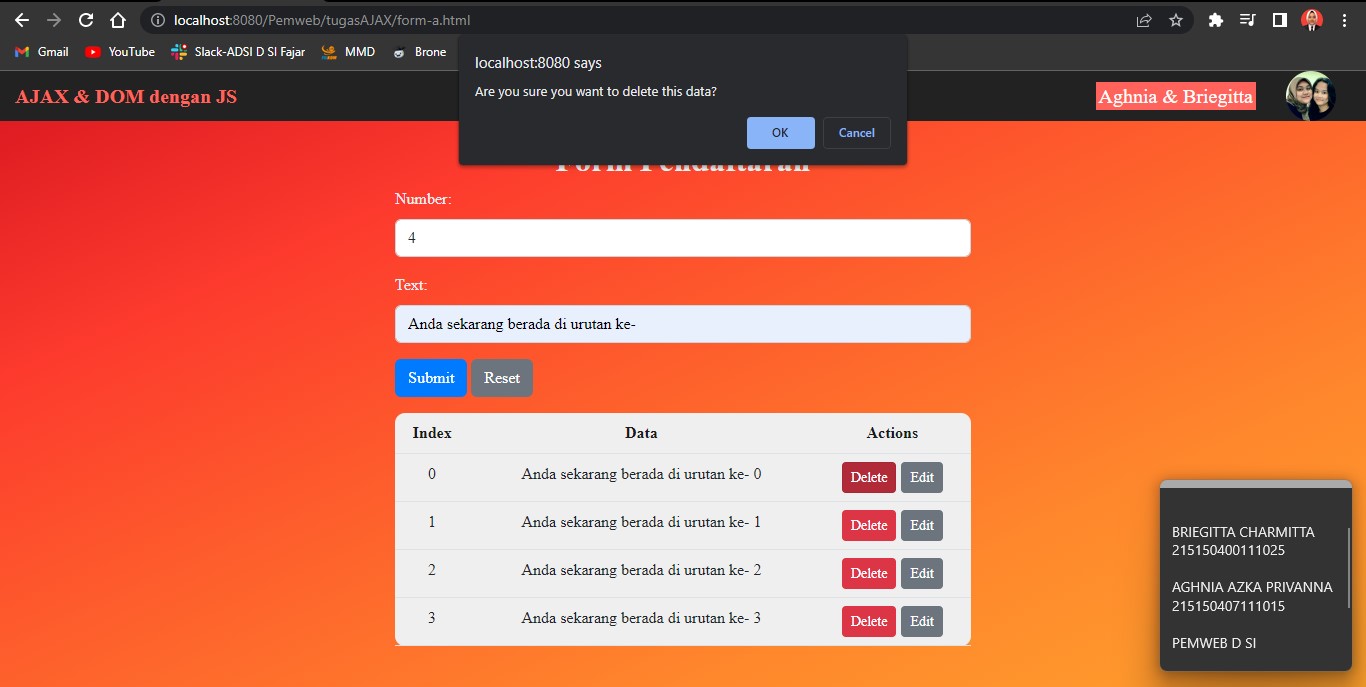 localhost:8080/Pemweb/tugasAJAX/form-a.html
Gmail YouTube Slack-ADSI D SI Fajar MMD Brone
localhost:8080 says
Are you sure you want to delete this data?
OK Cancel
AJAX & DOM dengan JS
Aghnia & Briegitta
Form Pendaftaran
Number:
4
Text:
Anda sekarang berada di urutan ke-
Submit Reset
Index Data Actions
0 Anda sekarang berada di urutan ke- 0 Delete Edit
1 Anda sekarang berada di urutan ke- 1 Delete Edit
2 Anda sekarang berada di urutan ke- 2 Delete Edit
3 Anda sekarang berada di urutan ke- 3 Delete Edit
BRIEGITTA CHARMITTA
215150400111025
AGHNIA AZKA PRIVANNA
215150407111015
PEMWEB D SI